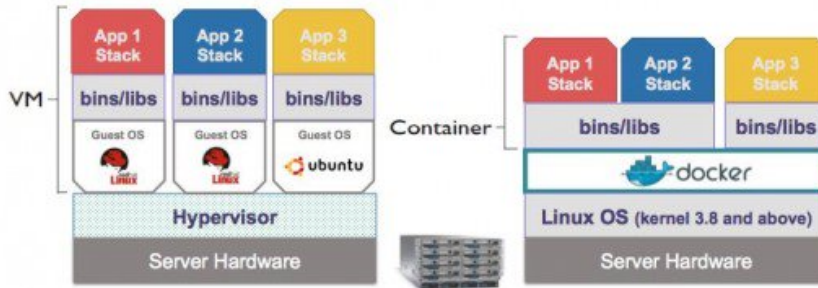 App 1
Stack
App 2
Stack
App 3
Stack
VM
bins/libs
bins/libs
bins/libs
Guest OS
Guest OS
Guest OS
Linux
Linux
ubuntu
Hypervisor
Server Hardware
App 1
Stack
App 2
Stack
App 3
Stack
Container
bins/libs
bins/libs
docker
Linux OS (kernel 3.8 and above)
Server Hardware